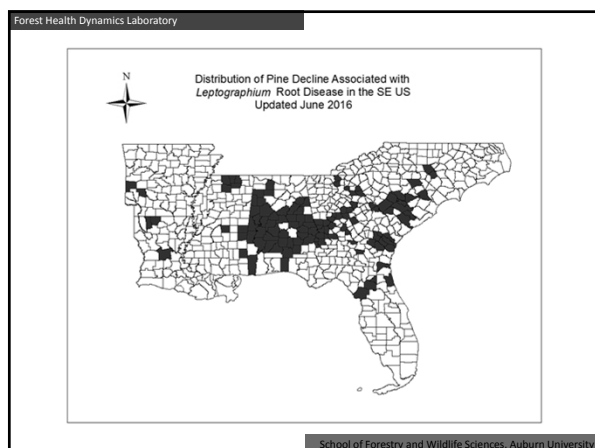 Forest Health Dynamics Laboratory
N
Distribution of Pine Decline Associated with
Leptographium Root Disease in the SE US
Updated June 2016
School of Forestry and Wildlife Sciences, Auburn University